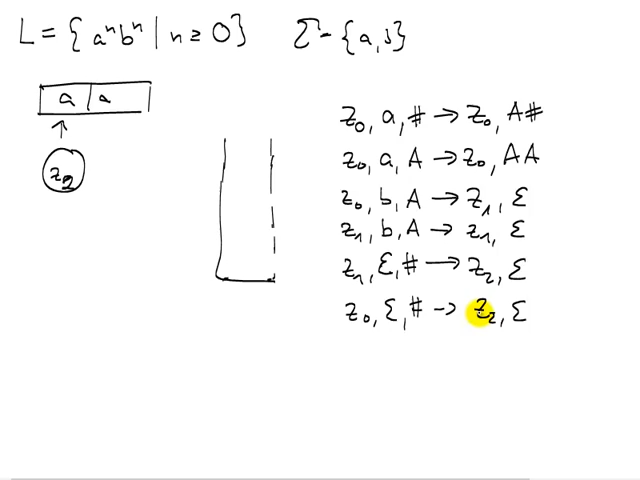 L = { aⁿbⁿ | n ≥ 0 } Σ = {a, b}
a a
z₂
z₀, a, # → z₀, A#
z₀, a, A → z₀, AA
z₀, b, A → z₁, ε
z₁, b, A → z₁, ε
z₁, ε, # → z₂, ε
z₀, ε, # → z₂, ε